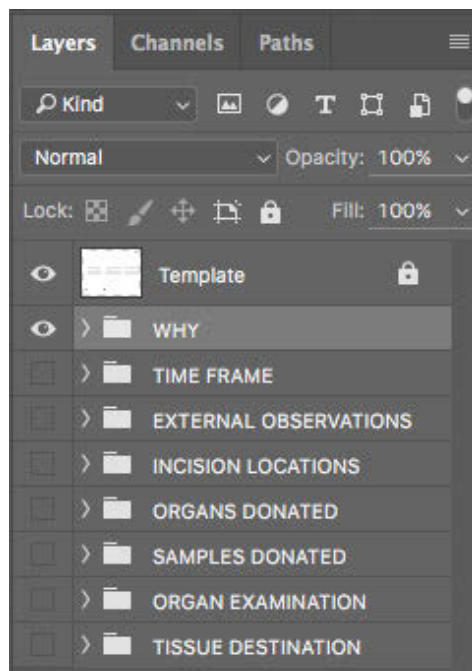 Layers Channels Paths
Kind T
Normal Opacity: 100%
Lock: Fill: 100%
Template
WHY
TIME FRAME
EXTERNAL OBSERVATIONS
INCISION LOCATIONS
ORGANS DONATED
SAMPLES DONATED
ORGAN EXAMINATION
TISSUE DESTINATION